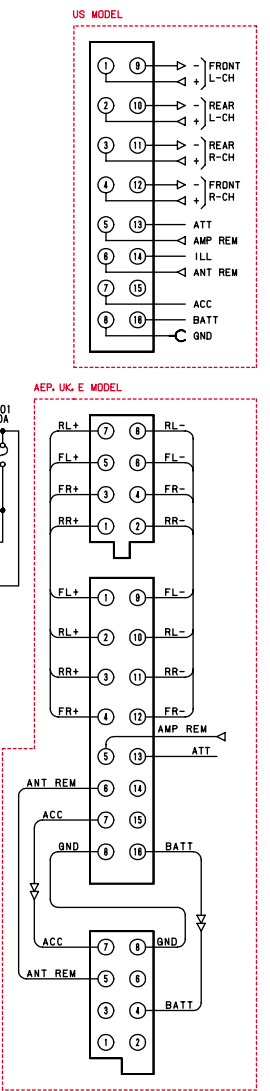 US MODEL
1 9 - FRONT
+ L-CH
2 10 - REAR
+ L-CH
3 11 - REAR
+ R-CH
4 12 - FRONT
+ R-CH
5 13 ATT
AMP REM
6 14 ILL
ANT REM
7 15
ACC
8 16 BATT
GND
AEP, UK, E MODEL
01
0A
RL+ 7 8 RL-
FL+ 5 6 FL-
FR+ 3 4 FR-
RR+ 1 2 RR-
FL+ 1 9 FL-
RL+ 2 10 RL-
RR+ 3 11 RR-
FR+ 4 12 FR-
AMP REM
5 13 ATT
ANT REM 6 14
ACC 7 15
GND 8 16 BATT
ACC 7 8 GND
ANT REM 5 6
3 4 BATT
1 2